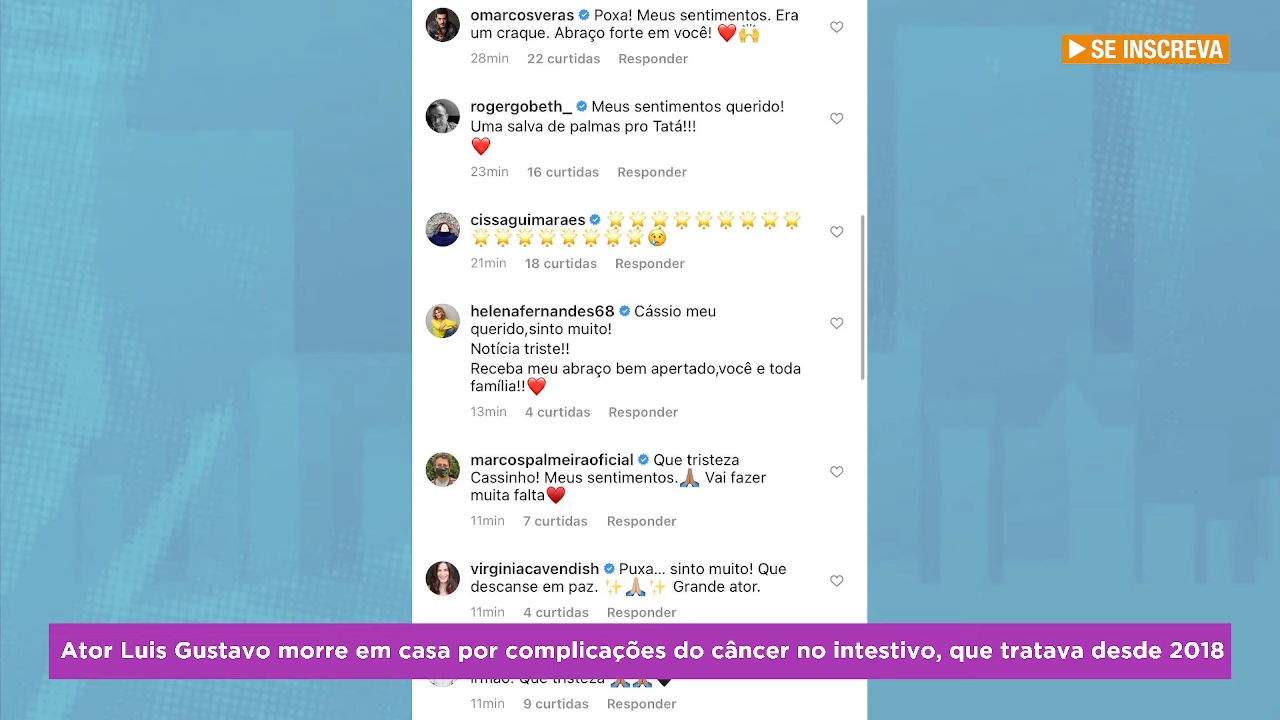 omarcosveras Poxa! Meus sentimentos. Era
um craque. Abraço forte em você! ❤️🙌
28min 22 curtidas Responder
SE INSCREVA
rogergobeth_ Meus sentimentos querido!
Uma salva de palmas pro Tatá!!!
❤️
23min 16 curtidas Responder
cissaguimaraes 🌟🌟🌟🌟🌟🌟🌟🌟🌟
🌟🌟🌟🌟🌟🌟🌟🌟😢
21min 18 curtidas Responder
helenafernandes68 Cássio meu
querido,sinto muito!
Notícia triste!!
Receba meu abraço bem apertado,você e toda
família!!❤️
13min 4 curtidas Responder
marcospalmeiraoficial Que tristeza
Cassinho! Meus sentimentos.🙏🏽 Vai fazer
muita falta❤️
11min 7 curtidas Responder
virginiacavendish Puxa... sinto muito! Que
descanse em paz. ✨🙏🏼✨ Grande ator.
11min 4 curtidas Responder
Ator Luis Gustavo morre em casa por complicações do câncer no intestivo, que tratava desde 2018
irmão! Que tristeza 🙏🏽🙏🏽🖤
11min 9 curtidas Responder